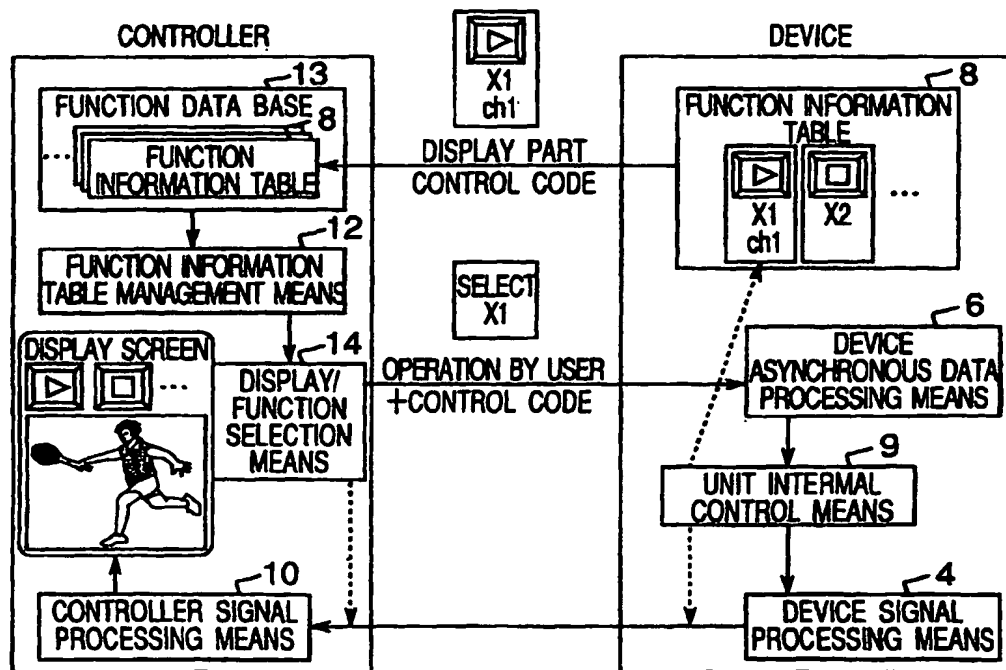 CONTROLLER
13
FUNCTION DATA BASE
8
...
FUNCTION
INFORMATION TABLE
12
FUNCTION INFORMATION
TABLE MANAGEMENT MEANS
DISPLAY SCREEN
...
14
DISPLAY/
FUNCTION
SELECTION
MEANS
10
CONTROLLER SIGNAL
PROCESSING MEANS
X1
ch1
DISPLAY PART
CONTROL CODE
SELECT
X1
OPERATION BY USER
+CONTROL CODE
DEVICE
8
FUNCTION INFORMATION
TABLE
X1
ch1
X2
...
6
DEVICE
ASYNCHRONOUS DATA
PROCESSING MEANS
9
UNIT INTERMAL
CONTROL MEANS
4
DEVICE SIGNAL
PROCESSING MEANS